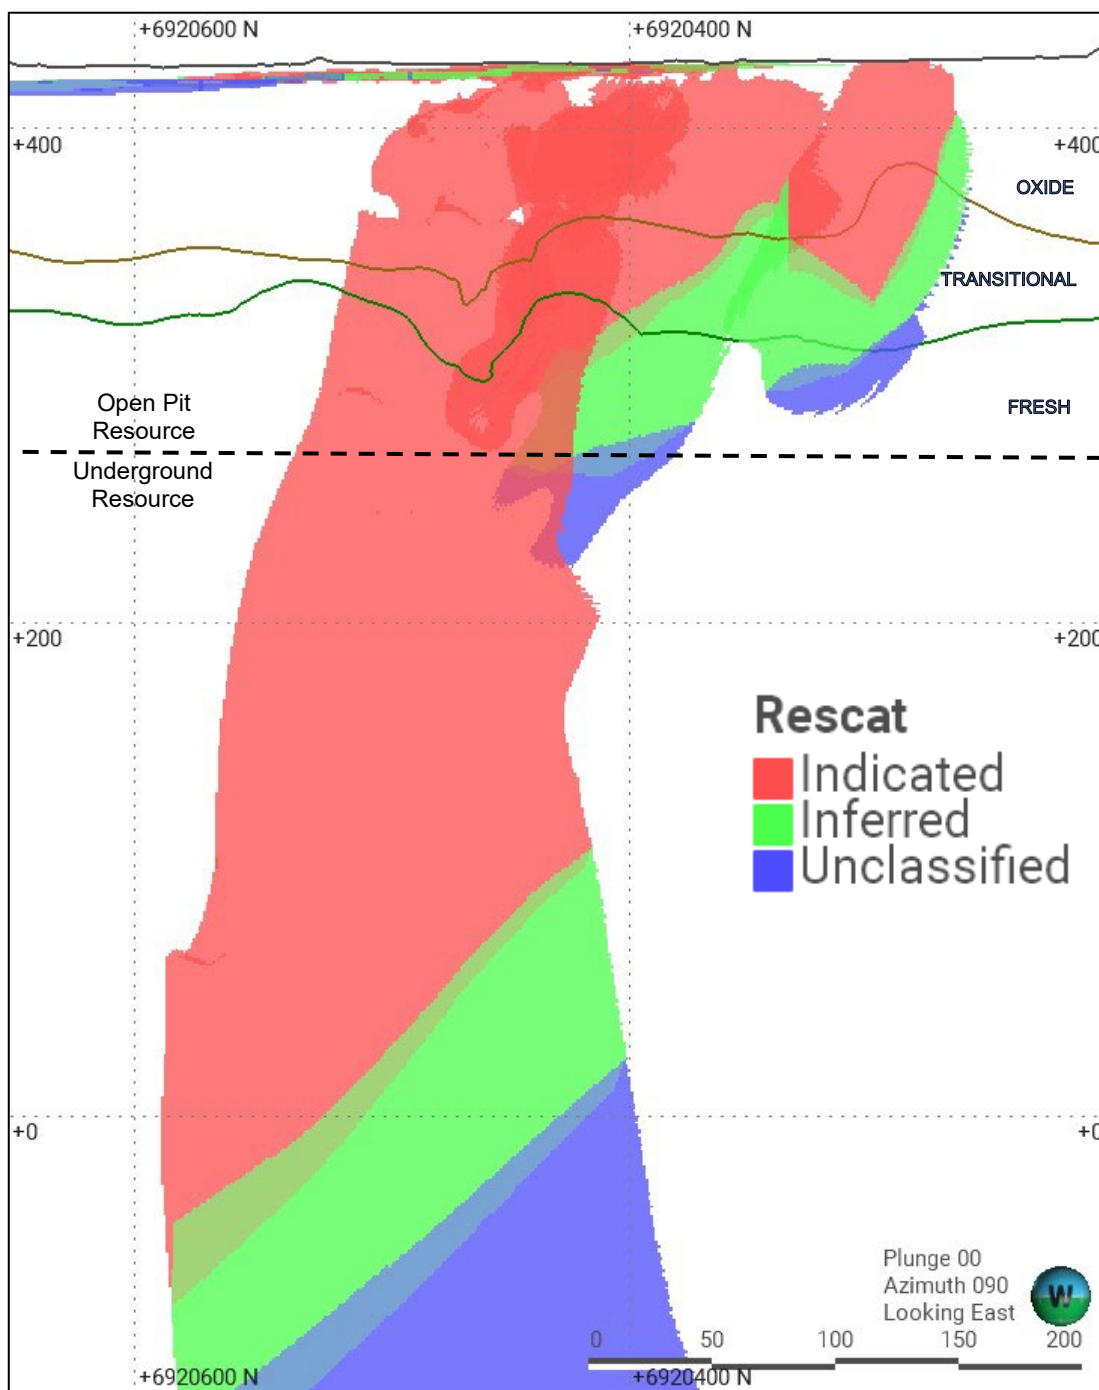 +6920600 N
+6920400 N
+400
+400
OXIDE
TRANSITIONAL
FRESH
Open Pit
Resource
Underground
Resource
+200
+200
Rescat
Indicated
Inferred
Unclassified
+0
+0
Plunge 00
Azimuth 090
Looking East
W
0 50 100 150 200
+6920600 N
+6920400 N